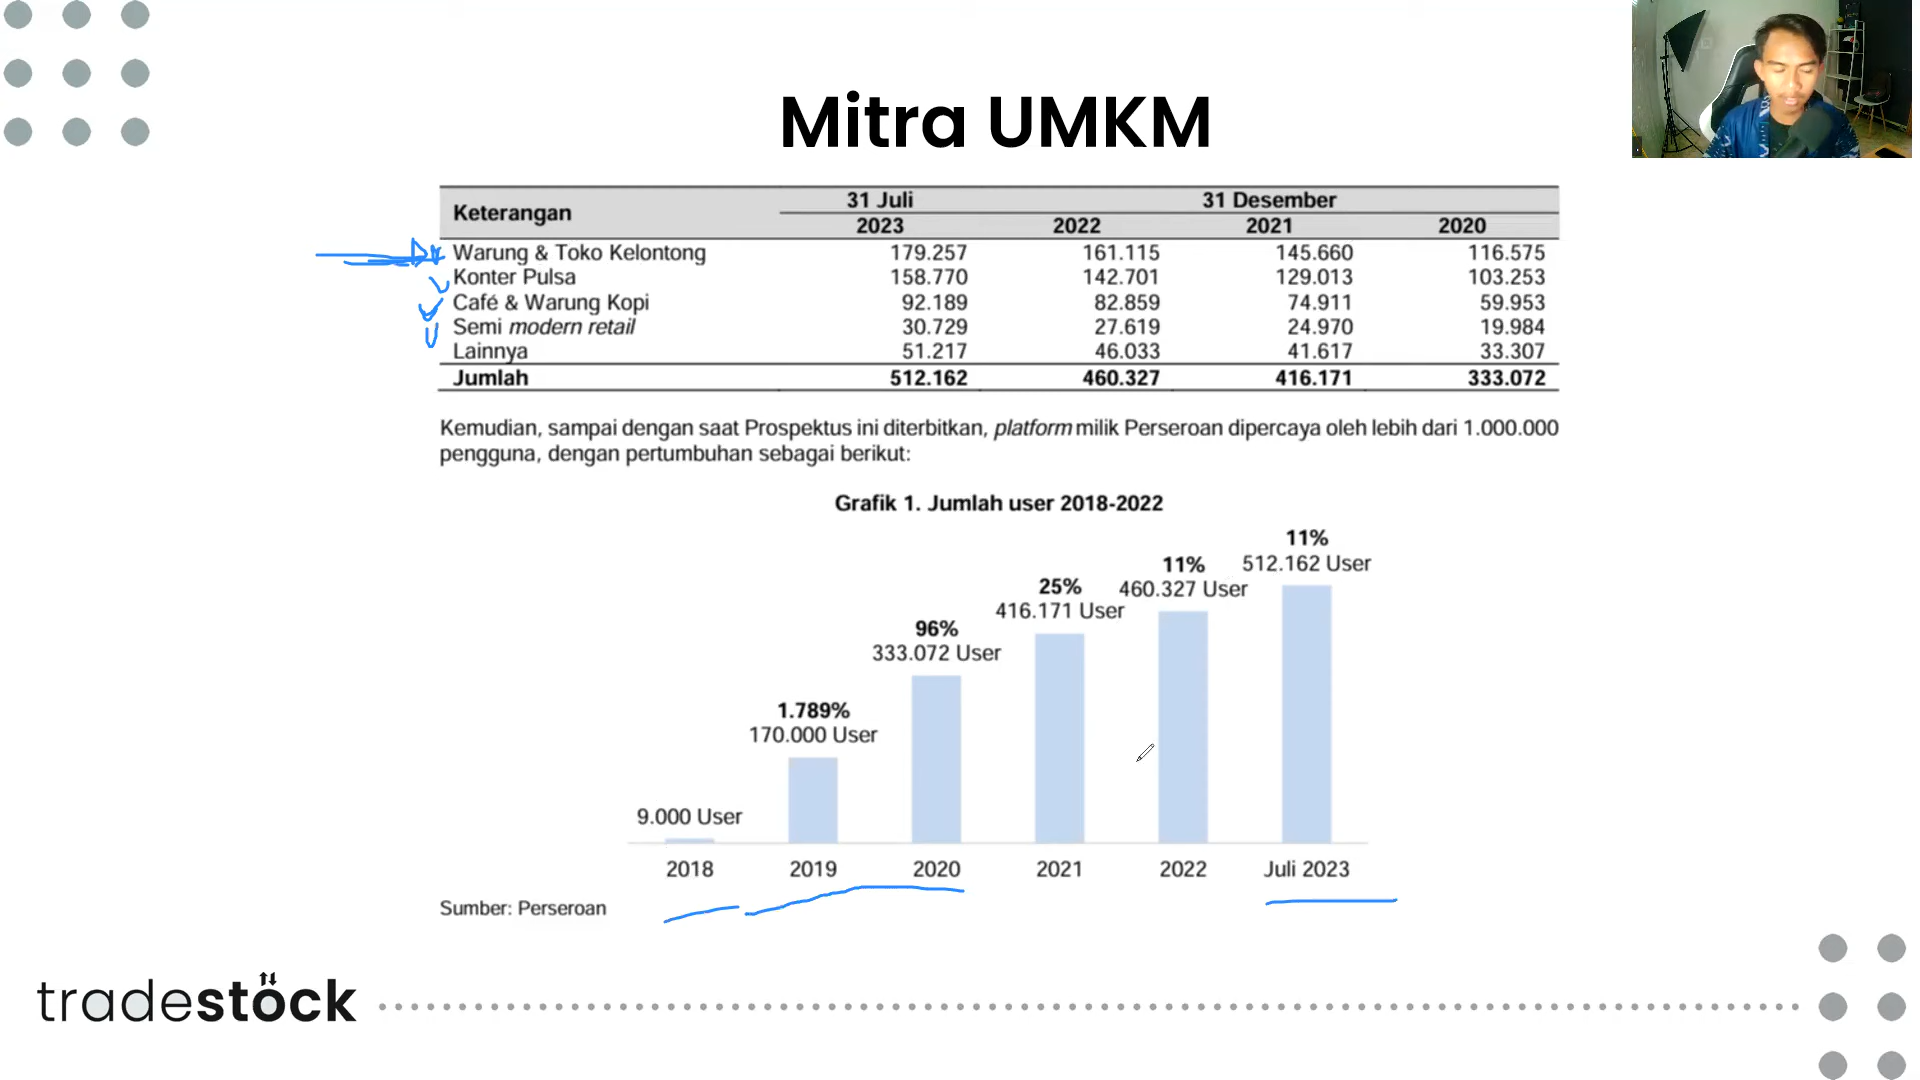 Mitra UMKM
Keterangan 31 Juli 31 Desember
2023 2022 2021 2020
Warung & Toko Kelontong 179.257 161.115 145.660 116.575
Konter Pulsa 158.770 142.701 129.013 103.253
Café & Warung Kopi 92.189 82.859 74.911 59.953
Semi modern retail 30.729 27.619 24.970 19.984
Lainnya 51.217 46.033 41.617 33.307
Jumlah 512.162 460.327 416.171 333.072
Kemudian, sampai dengan saat Prospektus ini diterbitkan, platform milik Perseroan dipercaya oleh lebih dari 1.000.000
pengguna, dengan pertumbuhan sebagai berikut:
Grafik 1. Jumlah user 2018-2022
9.000 User
1.789%
170.000 User
96%
333.072 User
25%
416.171 User
11%
460.327 User
11%
512.162 User
2018 2019 2020 2021 2022 Juli 2023
Sumber: Perseroan
tradestock